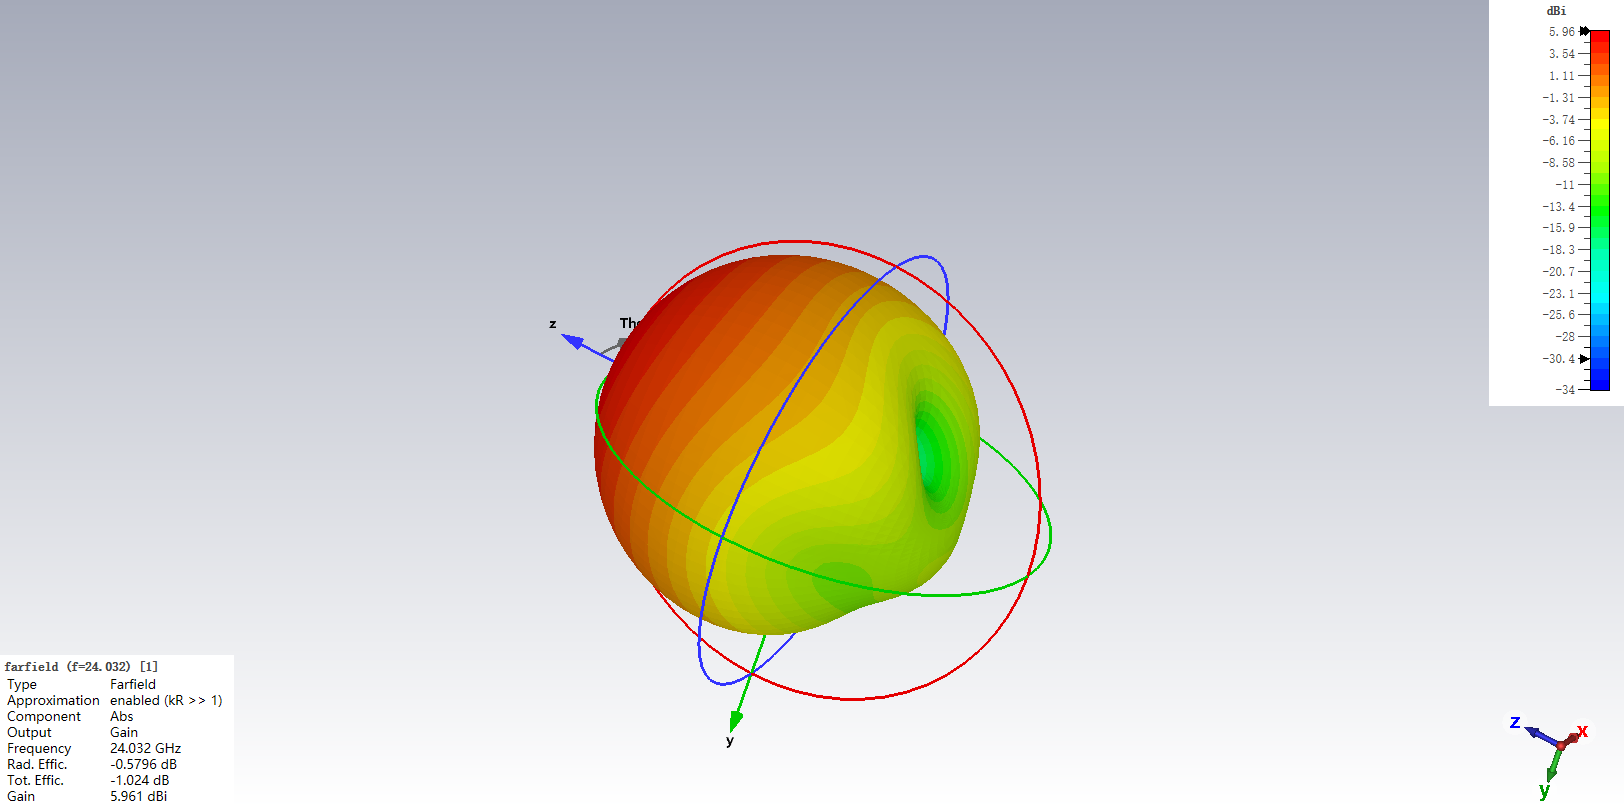 dBi
5.96
3.54
1.11
-1.31
-3.74
-6.16
-8.58
-11
-13.4
-15.9
-18.3
-20.7
-23.1
-25.6
-28
-30.4
-34
z
The
y
farfield (f=24.032) [1]
Type Farfield
Approximation enabled (kR >> 1)
Component Abs
Output Gain
Frequency 24.032 GHz
Rad. Effic. -0.5796 dB
Tot. Effic. -1.024 dB
Gain 5.961 dBi
z
x
y